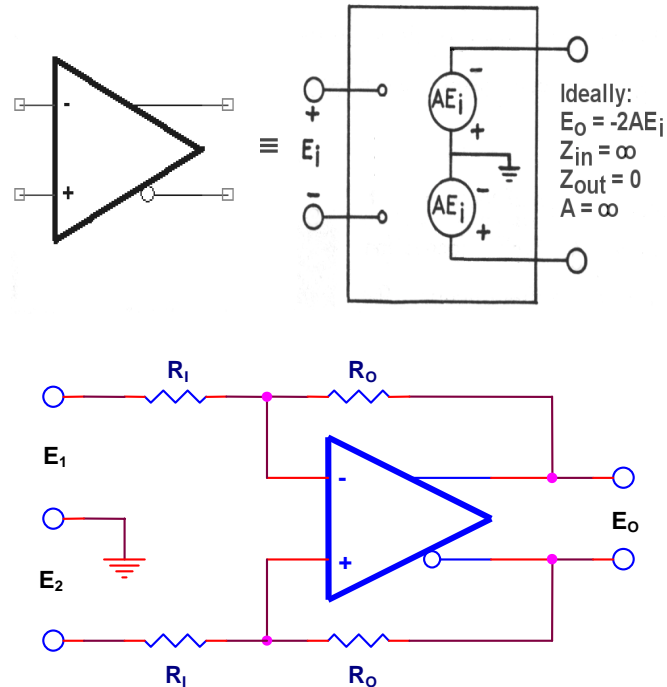 -
+
≡
+
Ei
-
-
AEi
+
-
AEi
+
Ideally:
Eo = -2AEi
Zin = ∞
Zout = 0
A = ∞
RI
RO
E1
-
EO
+
E2
RI
RO